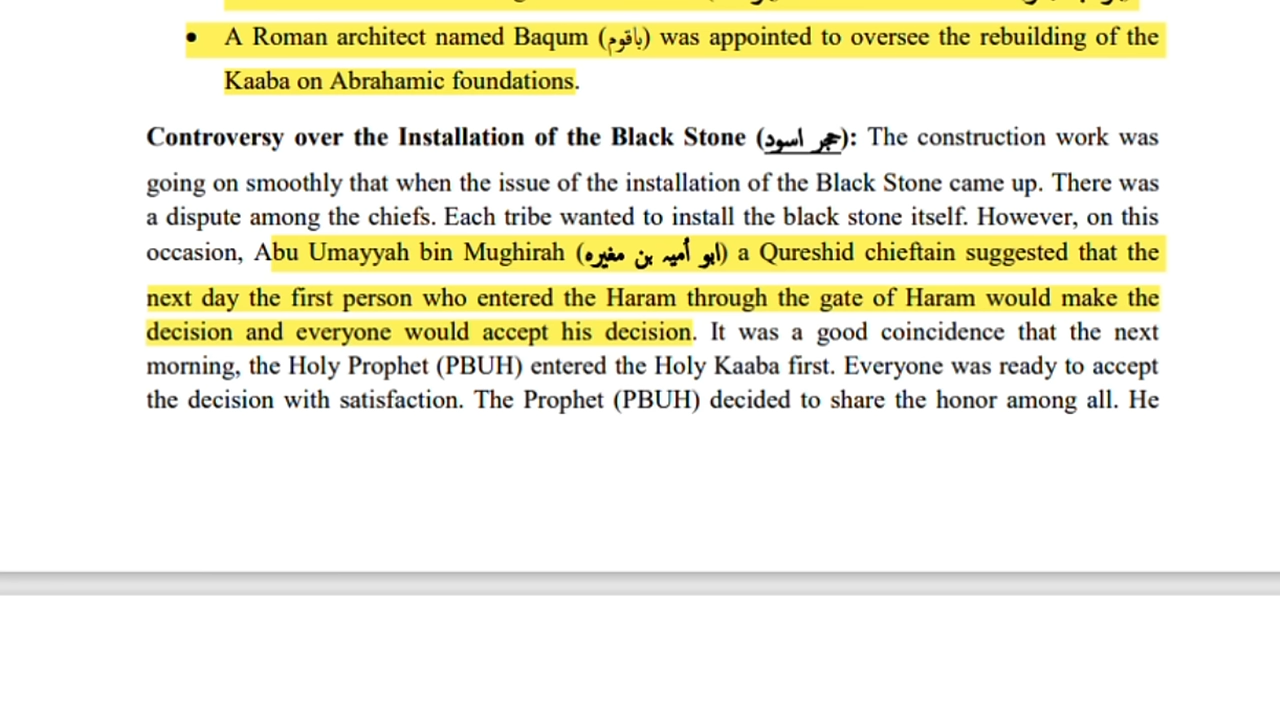 • A Roman architect named Baqum (باقوم) was appointed to oversee the rebuilding of the
Kaaba on Abrahamic foundations.
Controversy over the Installation of the Black Stone (حجر اسود): The construction work was
going on smoothly that when the issue of the installation of the Black Stone came up. There was
a dispute among the chiefs. Each tribe wanted to install the black stone itself. However, on this
occasion, Abu Umayyah bin Mughirah (ابو أمیہ بن مغیرہ) a Qureshid chieftain suggested that the
next day the first person who entered the Haram through the gate of Haram would make the
decision and everyone would accept his decision. It was a good coincidence that the next
morning, the Holy Prophet (PBUH) entered the Holy Kaaba first. Everyone was ready to accept
the decision with satisfaction. The Prophet (PBUH) decided to share the honor among all. He